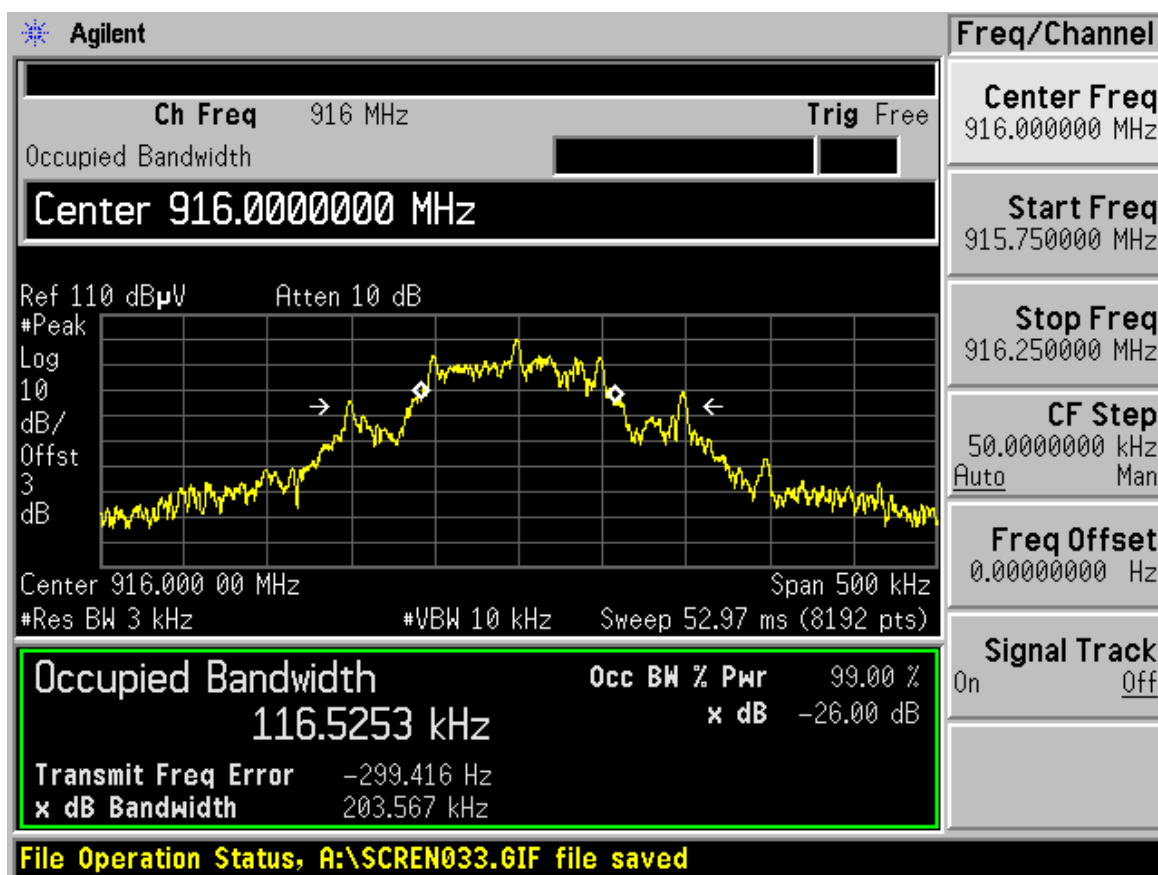 Agilent
Freq/Channel
Ch Freq 916 MHz Trig Free
Occupied Bandwidth
Center 916.0000000 MHz
Ref 110 dBµV Atten 10 dB
#Peak
Log
10
dB/
Offst
3
dB
Center 916.000 00 MHz Span 500 kHz
#Res BW 3 kHz #VBW 10 kHz Sweep 52.97 ms (8192 pts)
Occupied Bandwidth
116.5253 kHz
Occ BW % Pwr 99.00 %
x dB -26.00 dB
Transmit Freq Error -299.416 Hz
x dB Bandwidth 203.567 kHz
File Operation Status, A:\SCREN033.GIF file saved
Center Freq
916.000000 MHz
Start Freq
915.750000 MHz
Stop Freq
916.250000 MHz
CF Step
50.0000000 kHz
Auto Man
Freq Offset
0.00000000 Hz
Signal Track
On Off